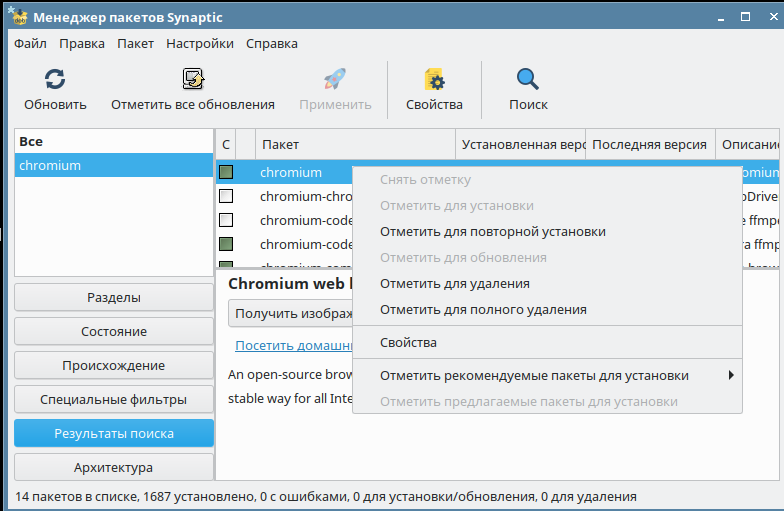 Менеджер пакетов Synaptic
Файл Правка Пакет Настройки Справка
Обновить Отметить все обновления Применить Свойства Поиск
Все
chromium
С Пакет Установленная верс Последняя версия Описание
chromium
chromium-chro
chromium-code
chromium-code
Снять отметку
Отметить для установки
Отметить для повторной установки
Отметить для обновления
Отметить для удаления
Отметить для полного удаления
Свойства
Отметить рекомендуемые пакеты для установки
Отметить предлагаемые пакеты для установки
Chromium web
Получить изображ
Посетить домашн
An open-source brow
stable way for all Inte
Разделы
Состояние
Происхождение
Специальные фильтры
Результаты поиска
Архитектура
14 пакетов в списке, 1687 установлено, 0 с ошибками, 0 для установки/обновления, 0 для удаления